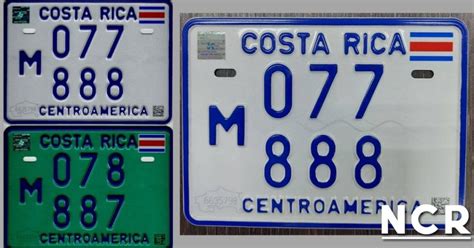 COSTA RICA
077
M
888
CENTROAMERICA
COSTA RICA
078
M
887
CENTROAMERICA
COSTA RICA
077
M
888
CENTROAMERICA
NCR